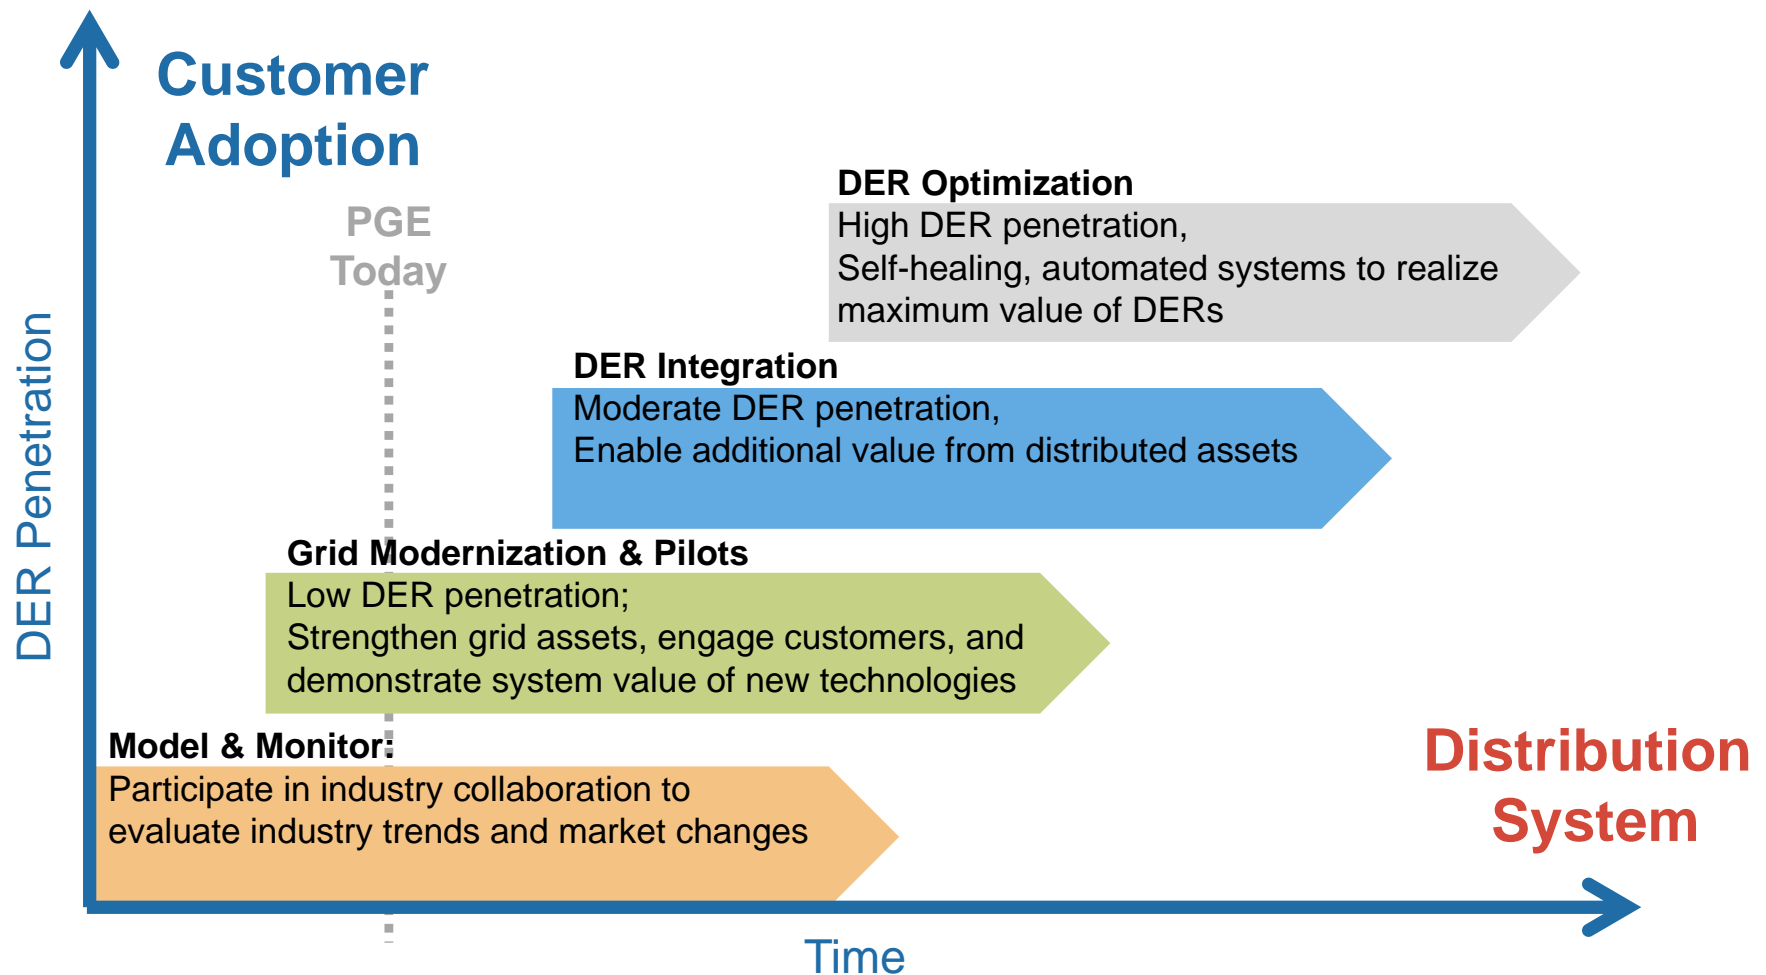 Customer
Adoption
PGE
Today
DER Optimization
High DER penetration,
Self-healing, automated systems to realize
maximum value of DERs
DER Integration
Moderate DER penetration,
Enable additional value from distributed assets
Grid Modernization & Pilots
Low DER penetration;
Strengthen grid assets, engage customers, and
demonstrate system value of new technologies
Model & Monitor:
Participate in industry collaboration to
evaluate industry trends and market changes
Distribution
System
DER Penetration
Time